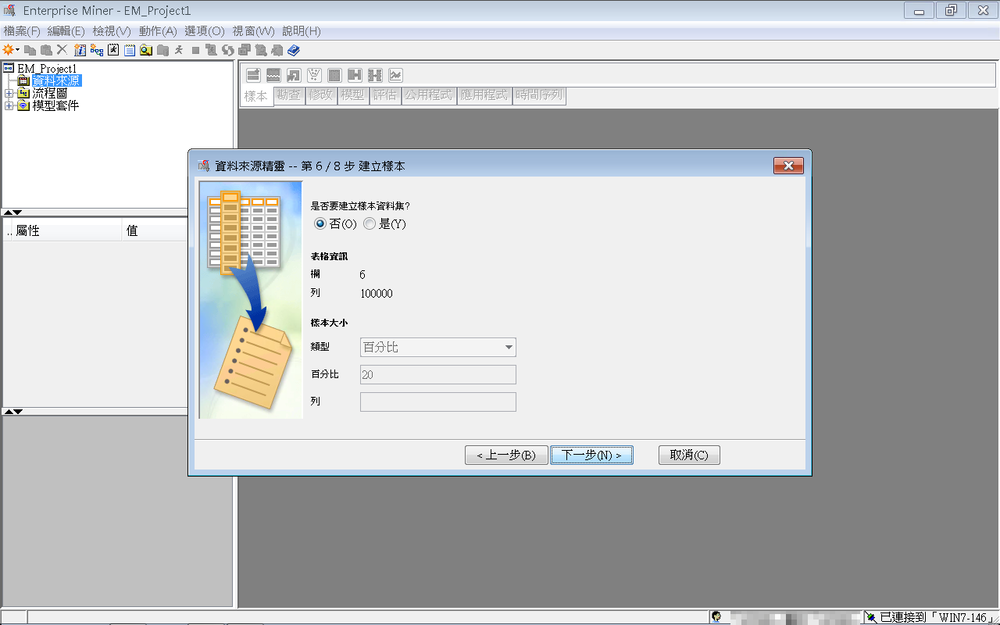 Enterprise Miner - EM_Project1
檔案(F) 編輯(E) 檢視(V) 動作(A) 選項(O) 視窗(W) 說明(H)
EM_Project1
資料來源
流程圖
模型套件
樣本 勘查 修改 模型 評估 公用程式 應用程式 時間序列
.. 屬性 值
資料來源精靈 -- 第 6 / 8 步 建立樣本
是否要建立樣本資料集?
否(O) 是(Y)
表格資訊
欄 6
列 100000
樣本大小
類型 百分比
百分比 20
列
< 上一步(B) 下一步(N) > 取消(C)
已連接到「WIN7-146」